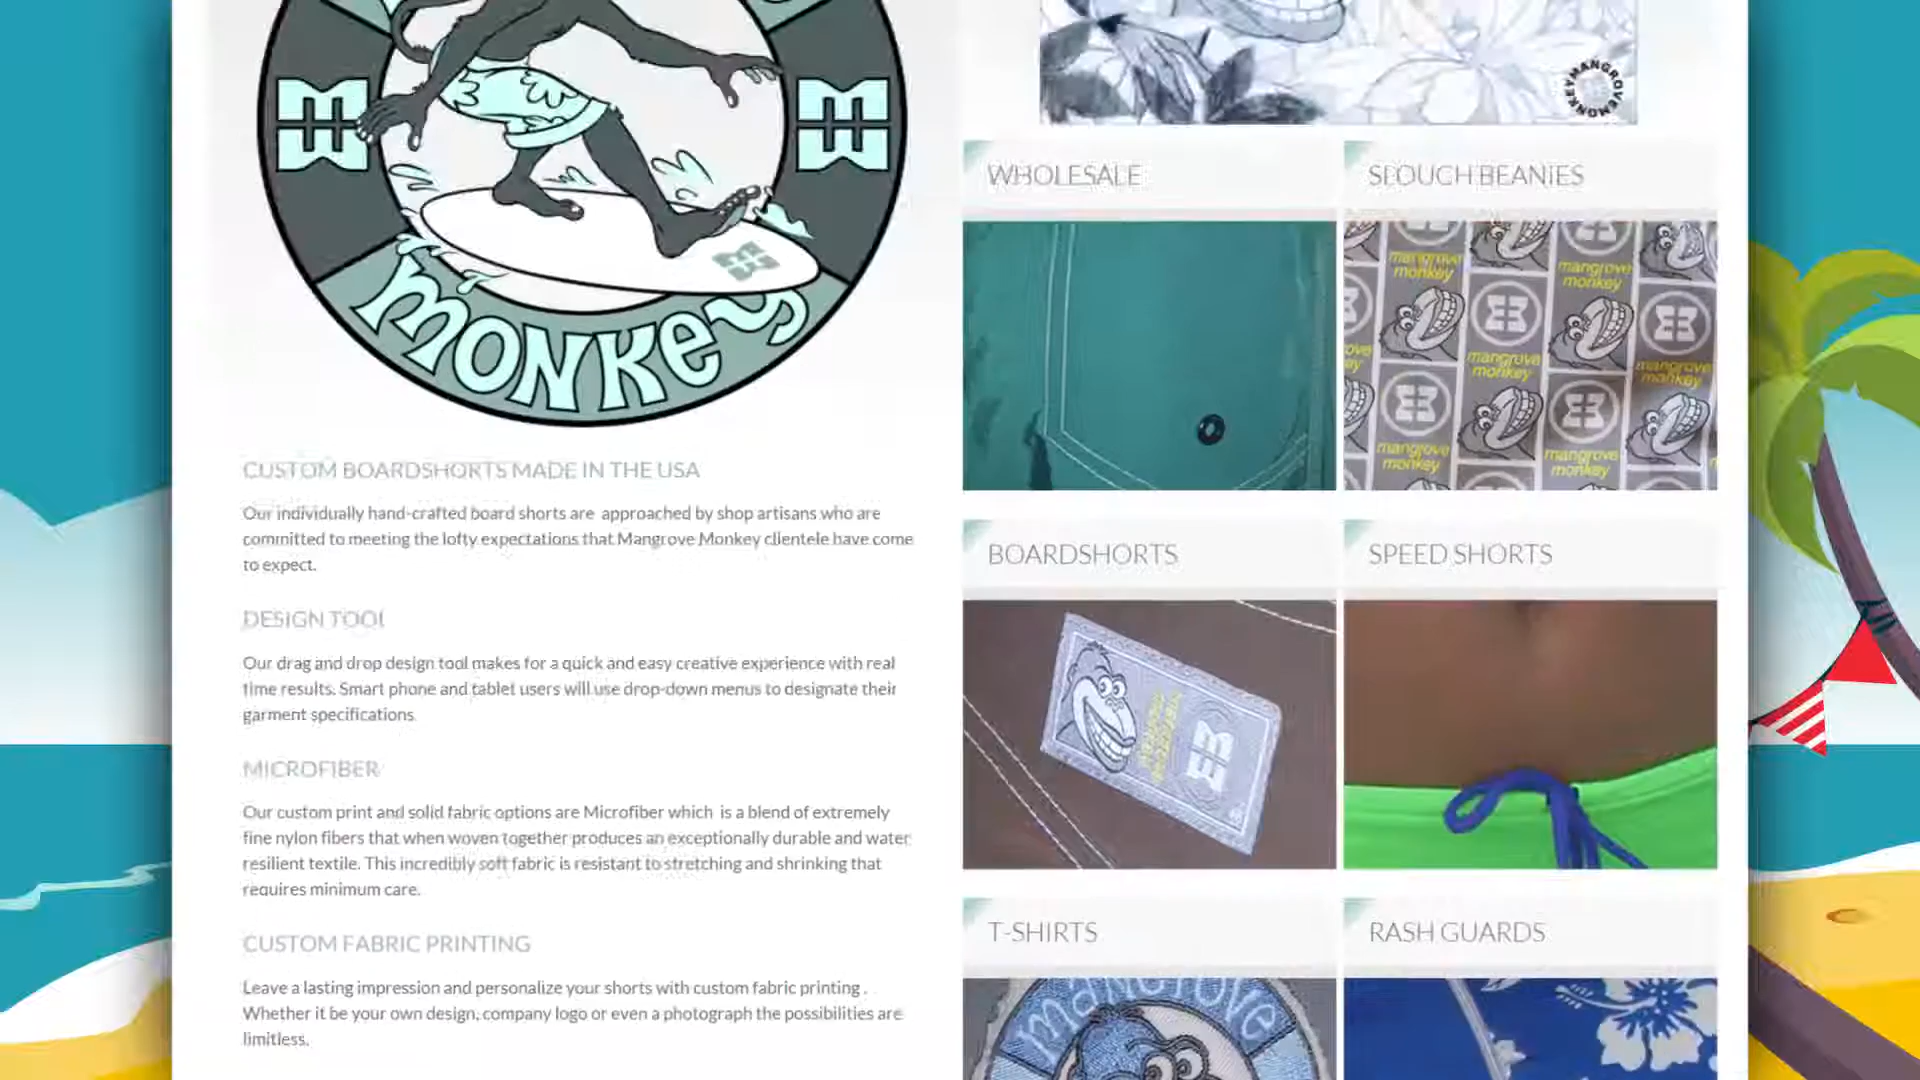 MANGROVEMONKEY
WHOLESALE
SLOUCH BEANIES
monkey
mangrove
monkey
mangrove
monkey
mangrove
monkey
mangrove
monkey
mangrove
monkey
CUSTOM BOARDSHORTS MADE IN THE USA
Our individually hand-crafted board shorts are approached by shop artisans who are
committed to meeting the lofty expectations that Mangrove Monkey clientele have come
to expect.
BOARDSHORTS
SPEED SHORTS
DESIGN TOOL
Our drag and drop design tool makes for a quick and easy creative experience with real
time results. Smart phone and tablet users will use drop-down menus to designate their
garment specifications.
MICROFIBER
Our custom print and solid fabric options are Microfiber which is a blend of extremely
fine nylon fibers that when woven together produces an exceptionally durable and water
resilient textile. This incredibly soft fabric is resistant to stretching and shrinking that
requires minimum care.
T-SHIRTS
RASH GUARDS
mangrove
CUSTOM FABRIC PRINTING
Leave a lasting impression and personalize your shorts with custom fabric printing .
Whether it be your own design, company logo or even a photograph the possibilities are
limitless.